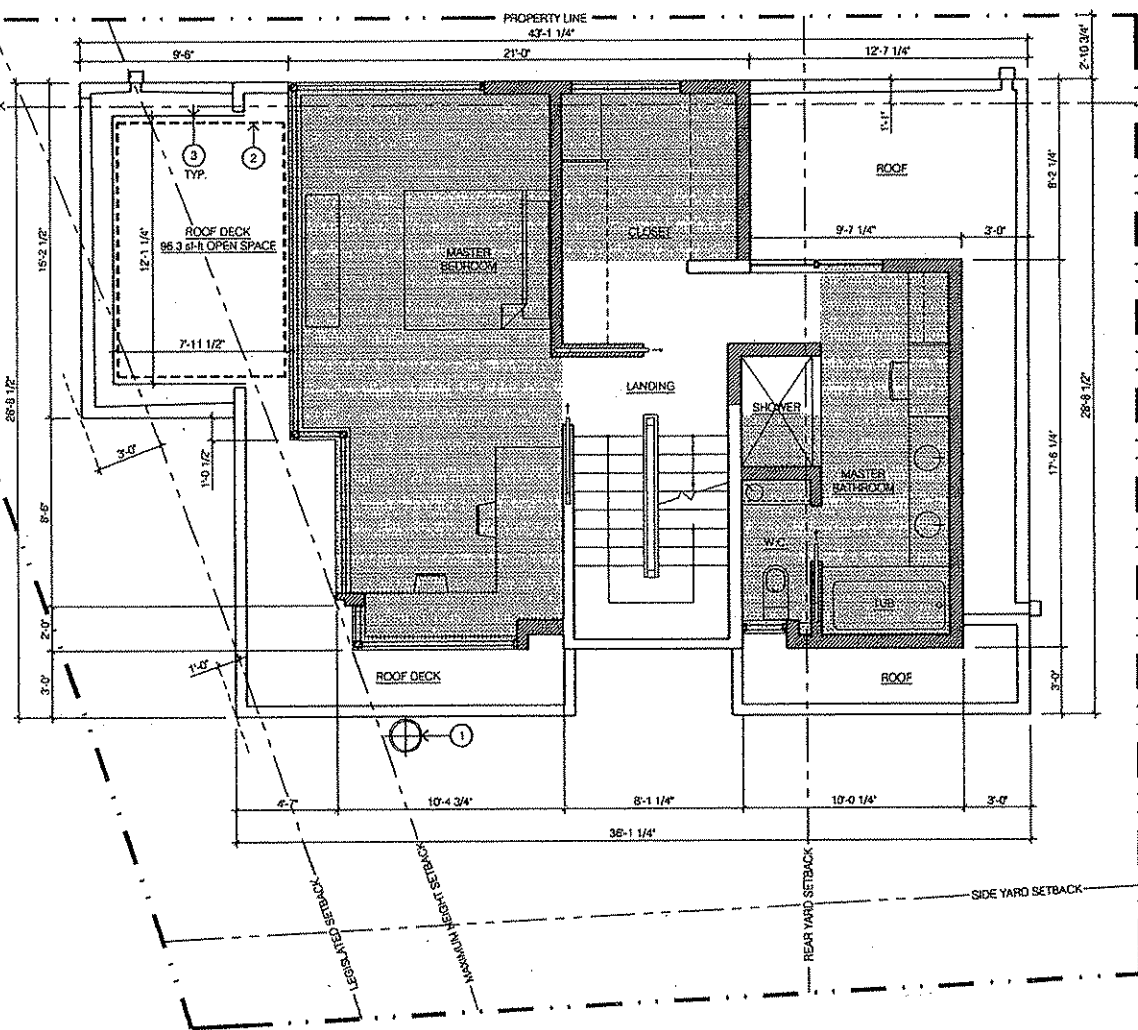 PROPERTY LINE
43'-1 1/4"
9'-6"
21'-0"
12'-7 1/4"
2'-10 3/4"
1'-1"
3
TYP.
2
ROOF
8'-2 1/4"
ROOF DECK
96.3 sf-ft OPEN SPACE
12'-1 1/4"
15'-2 1/2"
CLOSET
9'-7 1/4"
3'-0"
MASTER
BEDROOM
7'-11 1/2"
LANDING
28'-8 1/2"
28'-8 1/2"
SHOWER
3'-0"
1'-0 1/2"
MASTER
BATHROOM
17'-6 1/4"
8'-6"
W.C.
TUB
2'-0"
1'-0"
3'-0"
ROOF DECK
ROOF
3'-0"
1
4'-7"
10'-4 3/4"
8'-1 1/4"
10'-0 1/4"
3'-0"
36'-1 1/4"
LEGISLATED SETBACK
MAXIMUM HEIGHT SETBACK
REAR YARD SETBACK
SIDE YARD SETBACK